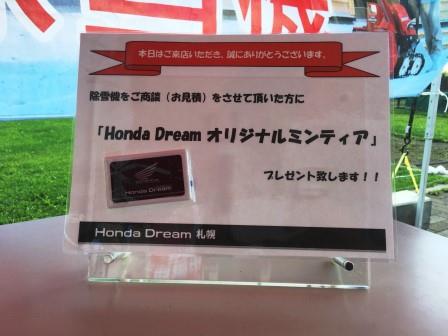 本日はご来店いただき、誠にありがとうございます。
除雪機をご商談（お見積）をさせて頂いた方に
「Honda Dream オリジナルミンティア」
プレゼント致します！！
Honda Dream
Honda Dream 札幌